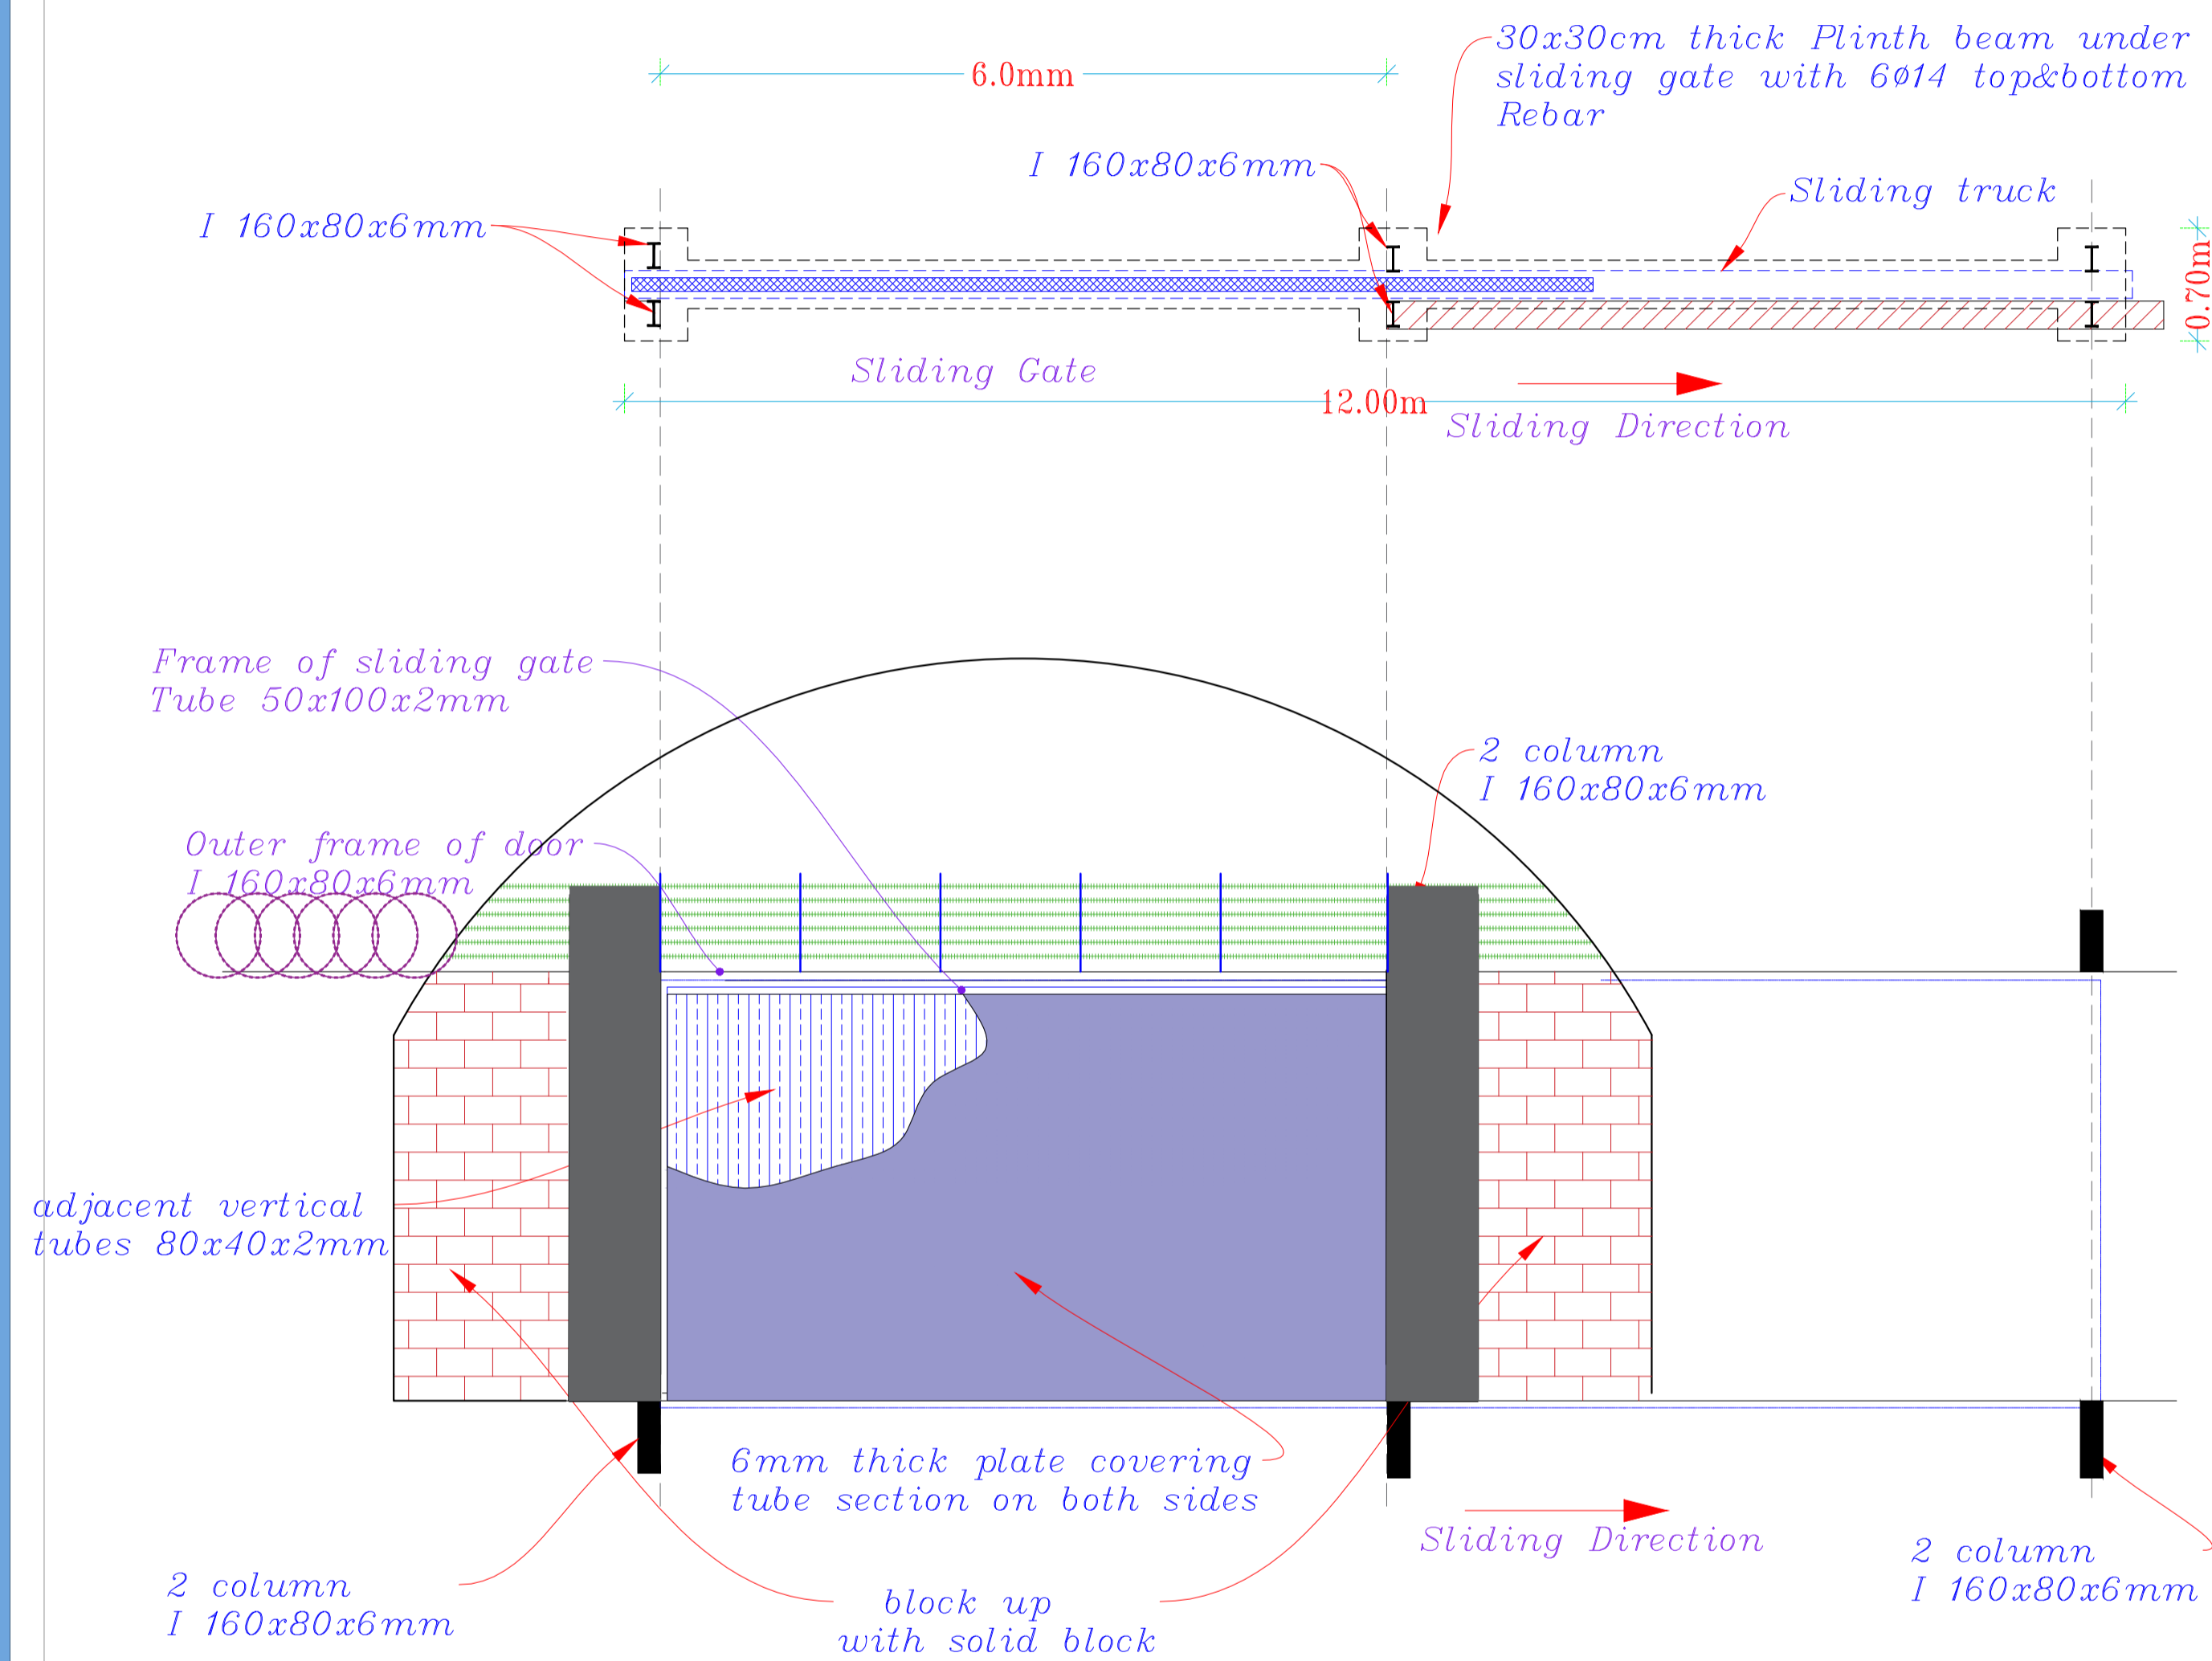 30x30cm thick Plinth beam under
sliding gate with 6ø14 top&bottom
Rebar
6.0mm
I 160x80x6mm
Sliding truck
I 160x80x6mm
0.70m
Sliding Gate
12.00m
Sliding Direction
Frame of sliding gate
Tube 50x100x2mm
2 column
I 160x80x6mm
Outer frame of door
I 160x80x6mm
adjacent vertical
tubes 80x40x2mm
6mm thick plate covering
tube section on both sides
Sliding Direction
2 column
I 160x80x6mm
2 column
I 160x80x6mm
block up
with solid block